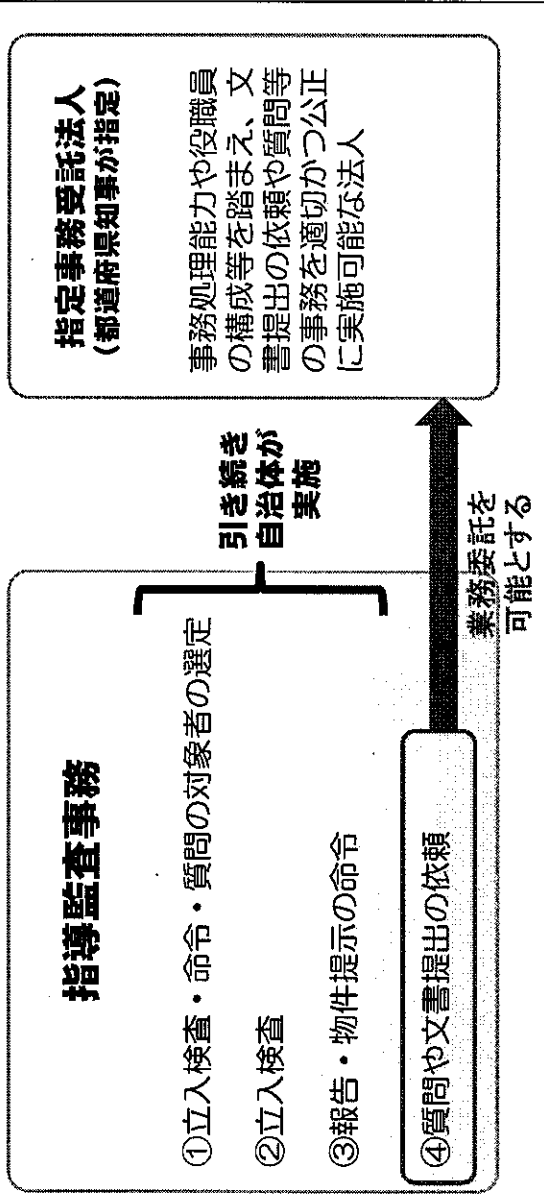 指導監査事務
①立入検査・命令・質問の対象者の選定
②立入検査
③報告・物件提示の命令
④質問や文書提出の依頼
引き続き
自治体が
実施
業務委託を
可能とする
指定事務受託法人
（都道府県知事が指定）
事務処理能力や役職員
の構成等を踏まえ、文
書提出の依頼や質問等
の事務を適切かつ公正
に実施可能な法人